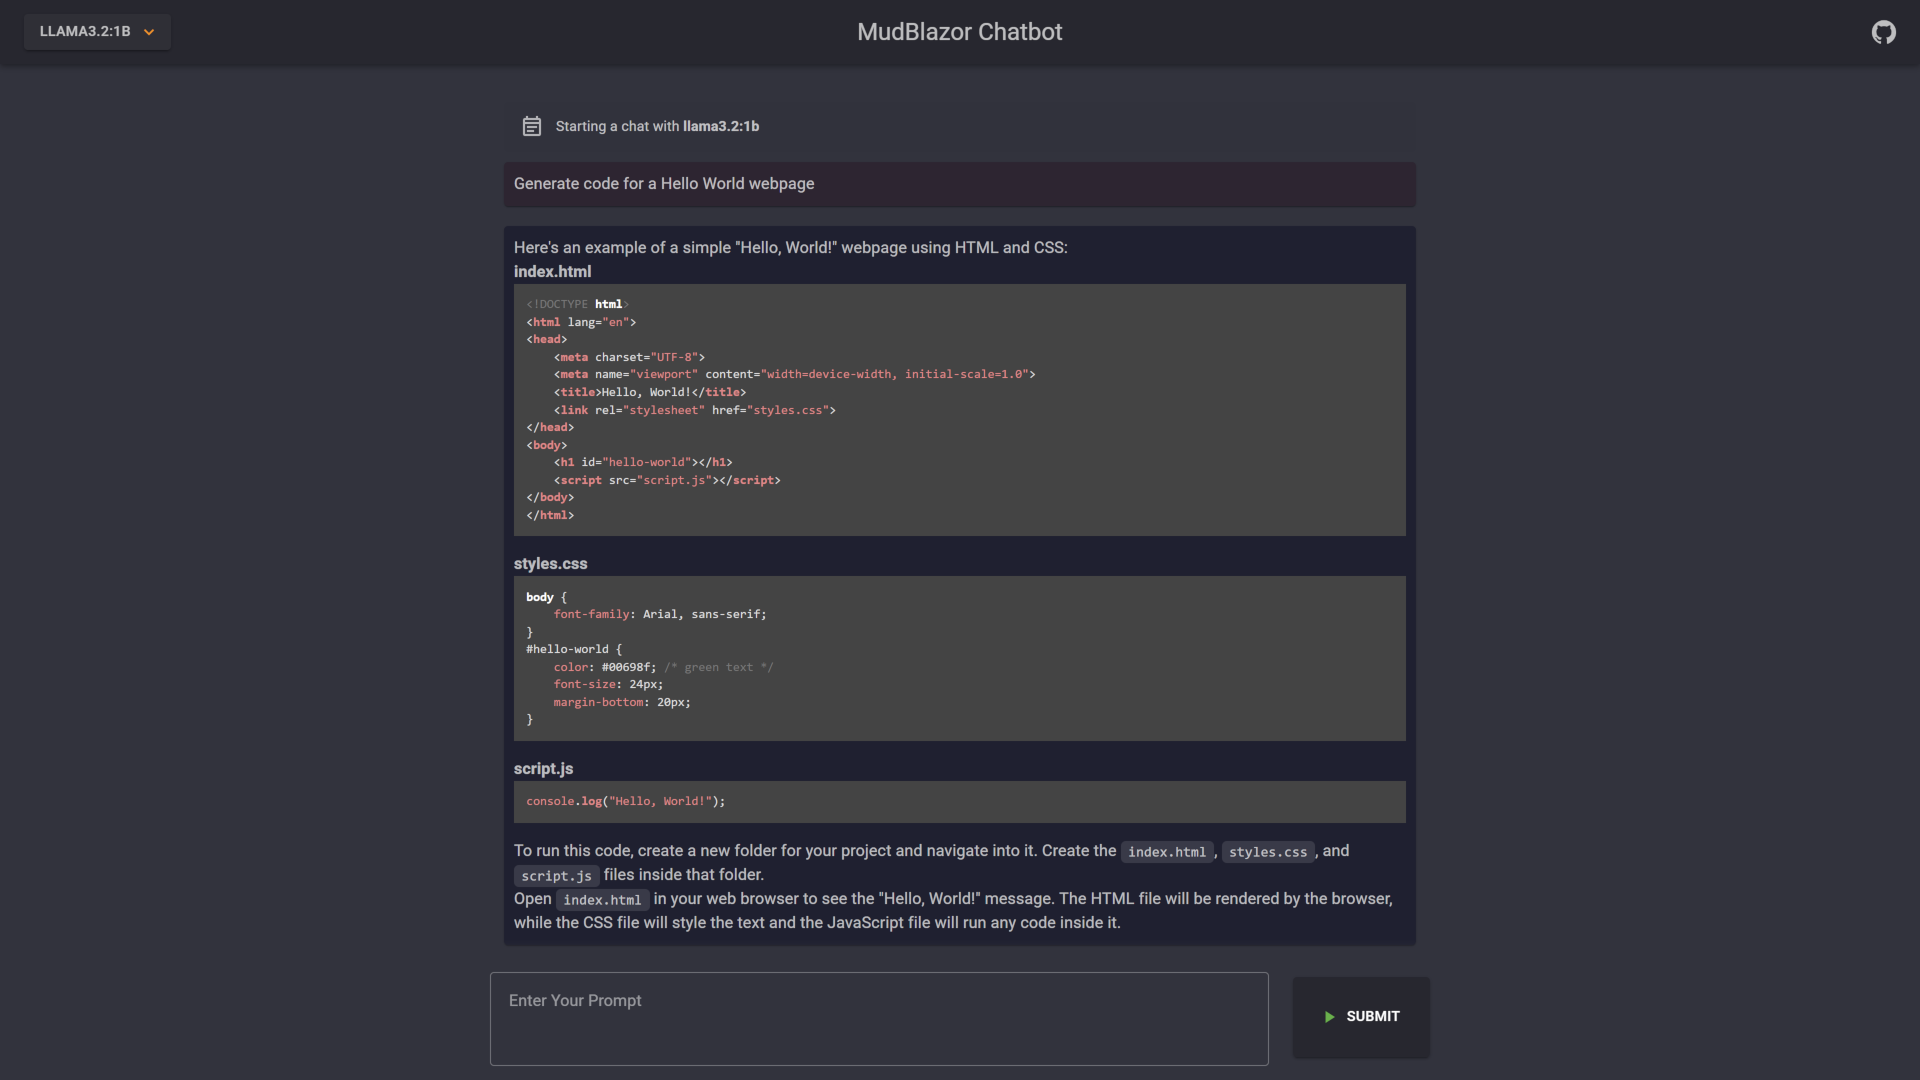 LLAMA3.2:1B
MudBlazor Chatbot
Starting a chat with llama3.2:1b
Generate code for a Hello World webpage
Here's an example of a simple "Hello, World!" webpage using HTML and CSS:
index.html
<!DOCTYPE html>
<html lang="en">
<head>
    <meta charset="UTF-8">
    <meta name="viewport" content="width=device-width, initial-scale=1.0">
    <title>Hello, World!</title>
    <link rel="stylesheet" href="styles.css">
</head>
<body>
    <h1 id="hello-world"></h1>
    <script src="script.js"></script>
</body>
</html>
styles.css
body {
    font-family: Arial, sans-serif;
}
#hello-world {
    color: #00698f; /* green text */
    font-size: 24px;
    margin-bottom: 20px;
}
script.js
console.log("Hello, World!");
To run this code, create a new folder for your project and navigate into it. Create the index.html, styles.css, and
script.js files inside that folder.
Open index.html in your web browser to see the "Hello, World!" message. The HTML file will be rendered by the browser,
while the CSS file will style the text and the JavaScript file will run any code inside it.
Enter Your Prompt
SUBMIT